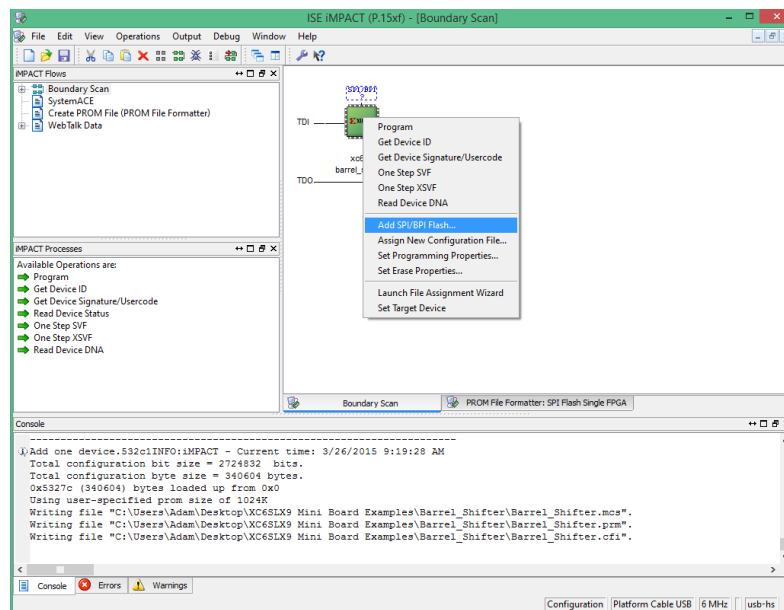 ISE iMPACT (P.15xf) - [Boundary Scan]
File Edit View Operations Output Debug Window Help
iMPACT Flows
Boundary Scan
SystemACE
Create PROM File (PROM File Formatter)
WebTalk Data
iMPACT Processes
Available Operations are:
Program
Get Device ID
Get Device Signature/Usercode
Read Device Status
One Step SVF
One Step XSVF
Read Device DNA
SPI/BPI
?
TDI
TDO
Program
Get Device ID
Get Device Signature/Usercode
One Step SVF
One Step XSVF
Read Device DNA
Add SPI/BPI Flash...
Assign New Configuration File...
Set Programming Properties...
Set Erase Properties...
Launch File Assignment Wizard
Set Target Device
Boundary Scan
PROM File Formatter: SPI Flash Single FPGA
Console
----------------------------------------------------------------------
Add one device.532c1INFO:iMPACT - Current time: 3/26/2015 9:19:28 AM
Total configuration bit size = 2724832 bits.
Total configuration byte size = 340604 bytes.
0x5327c (340604) bytes loaded up from 0x0
Using user-specified prom size of 1024K
Writing file "C:\Users\Adam\Desktop\XC6SLX9 Mini Board Examples\Barrel_Shifter\Barrel_Shifter.mcs".
Writing file "C:\Users\Adam\Desktop\XC6SLX9 Mini Board Examples\Barrel_Shifter\Barrel_Shifter.prm".
Writing file "C:\Users\Adam\Desktop\XC6SLX9 Mini Board Examples\Barrel_Shifter\Barrel_Shifter.cfi".
Console Errors Warnings
Configuration Platform Cable USB 6 MHz usb-hs